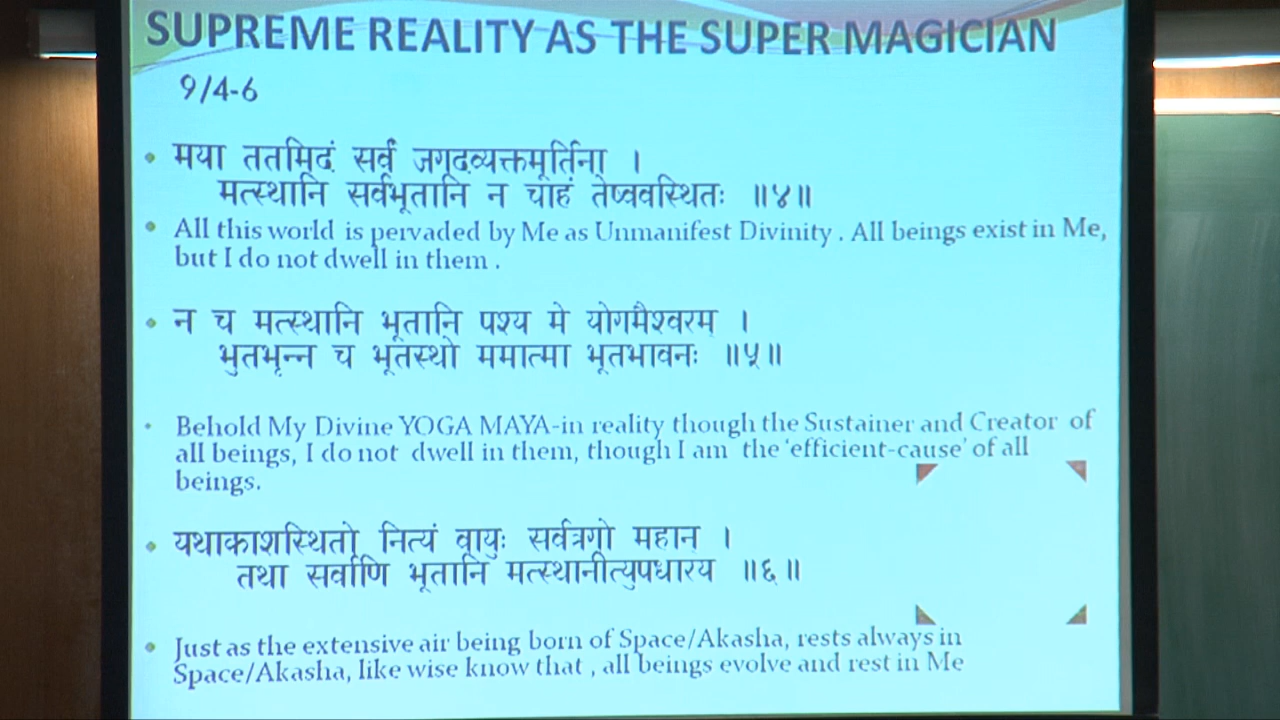 SUPREME REALITY AS THE SUPER MAGICIAN
9/4-6
• मया ततमिदं सर्वं जगदव्यक्तमूर्तिना ।
मत्स्थानि सर्वभूतानि न चाहं तेष्ववस्थितः ॥४॥
• All this world is pervaded by Me as Unmanifest Divinity . All beings exist in Me,
but I do not dwell in them .
• न च मत्स्थानि भूतानि पश्य मे योगमैश्वरम ।
भुतभृन्न च भूतस्थो ममात्मा भूतभावनः ॥५॥
• Behold My Divine YOGA MAYA-in reality though the Sustainer and Creator of
all beings, I do not dwell in them, though I am the 'efficient-cause' of all
beings.
• यथाकाशस्थितो नित्यं वायुः सर्वत्रगो महान ।
तथा सर्वाणि भूतानि मत्स्थानीत्युपधारय ॥६॥
• Just as the extensive air being born of Space/Akasha, rests always in
Space/Akasha, like wise know that , all beings evolve and rest in Me